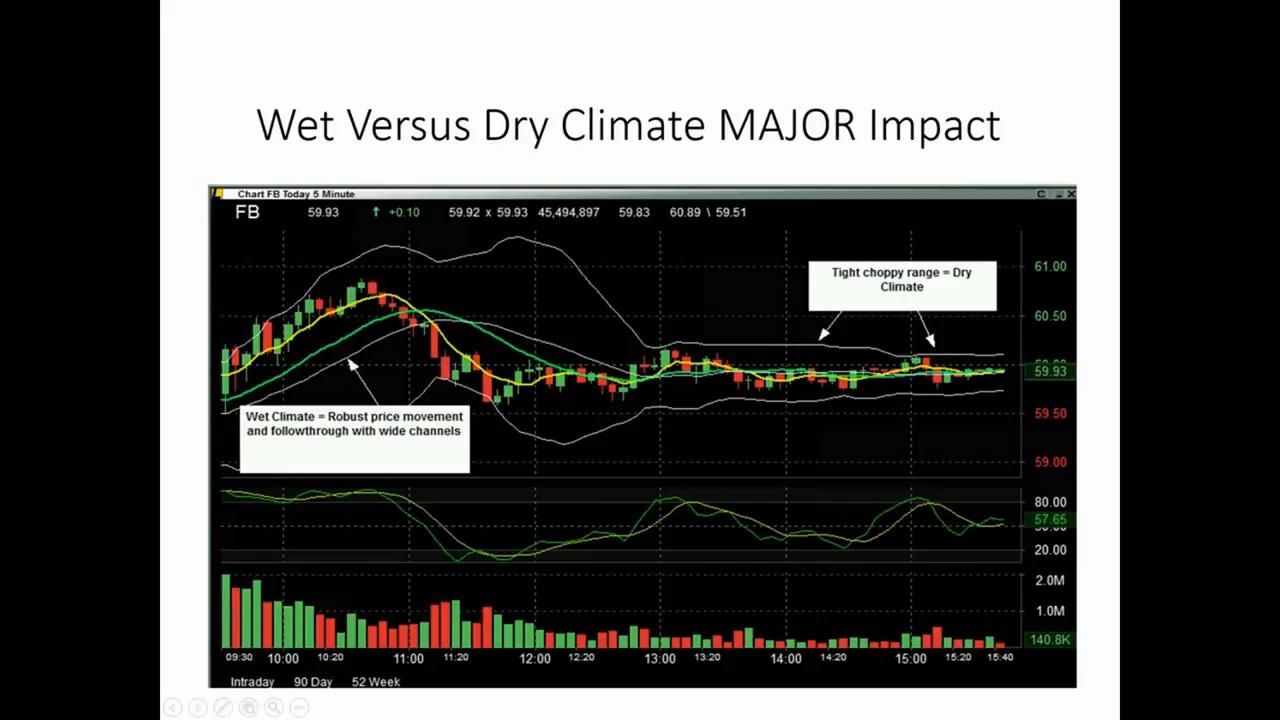 Wet Versus Dry Climate MAJOR Impact
Chart FB Today 5 Minute
FB 59.93 +0.10 59.92 x 59.93 45,494,897 59.83 60.89 \ 59.51
61.00
Tight choppy range = Dry
Climate
60.50
59.93
Wet Climate = Robust price movement
and followthrough with wide channels
59.50
59.00
80.00
57.65
20.00
2.0M
1.0M
140.8K
09:30 10:00 10:20 11:00 11:20 12:00 12:20 13:00 13:20 14:00 14:20 15:00 15:20 15:40
Intraday 90 Day 52 Week